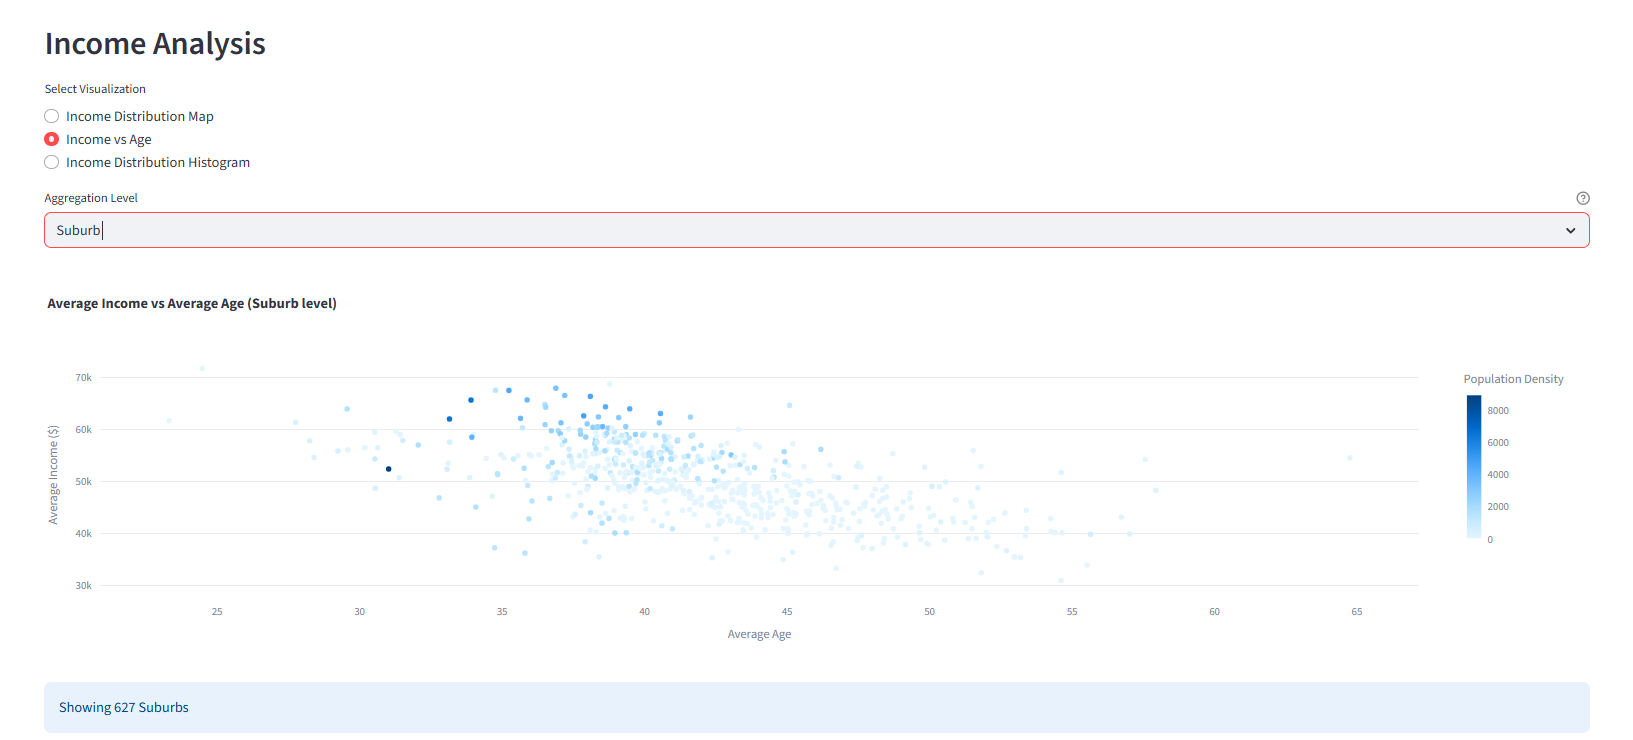 Income Analysis
Select Visualization
Income Distribution Map
Income vs Age
Income Distribution Histogram
Aggregation Level
Suburb
Average Income vs Average Age (Suburb level)
Average Income ($)
70k
60k
50k
40k
30k
25 30 35 40 45 50 55 60 65
Average Age
Population Density
8000
6000
4000
2000
0
Showing 627 Suburbs